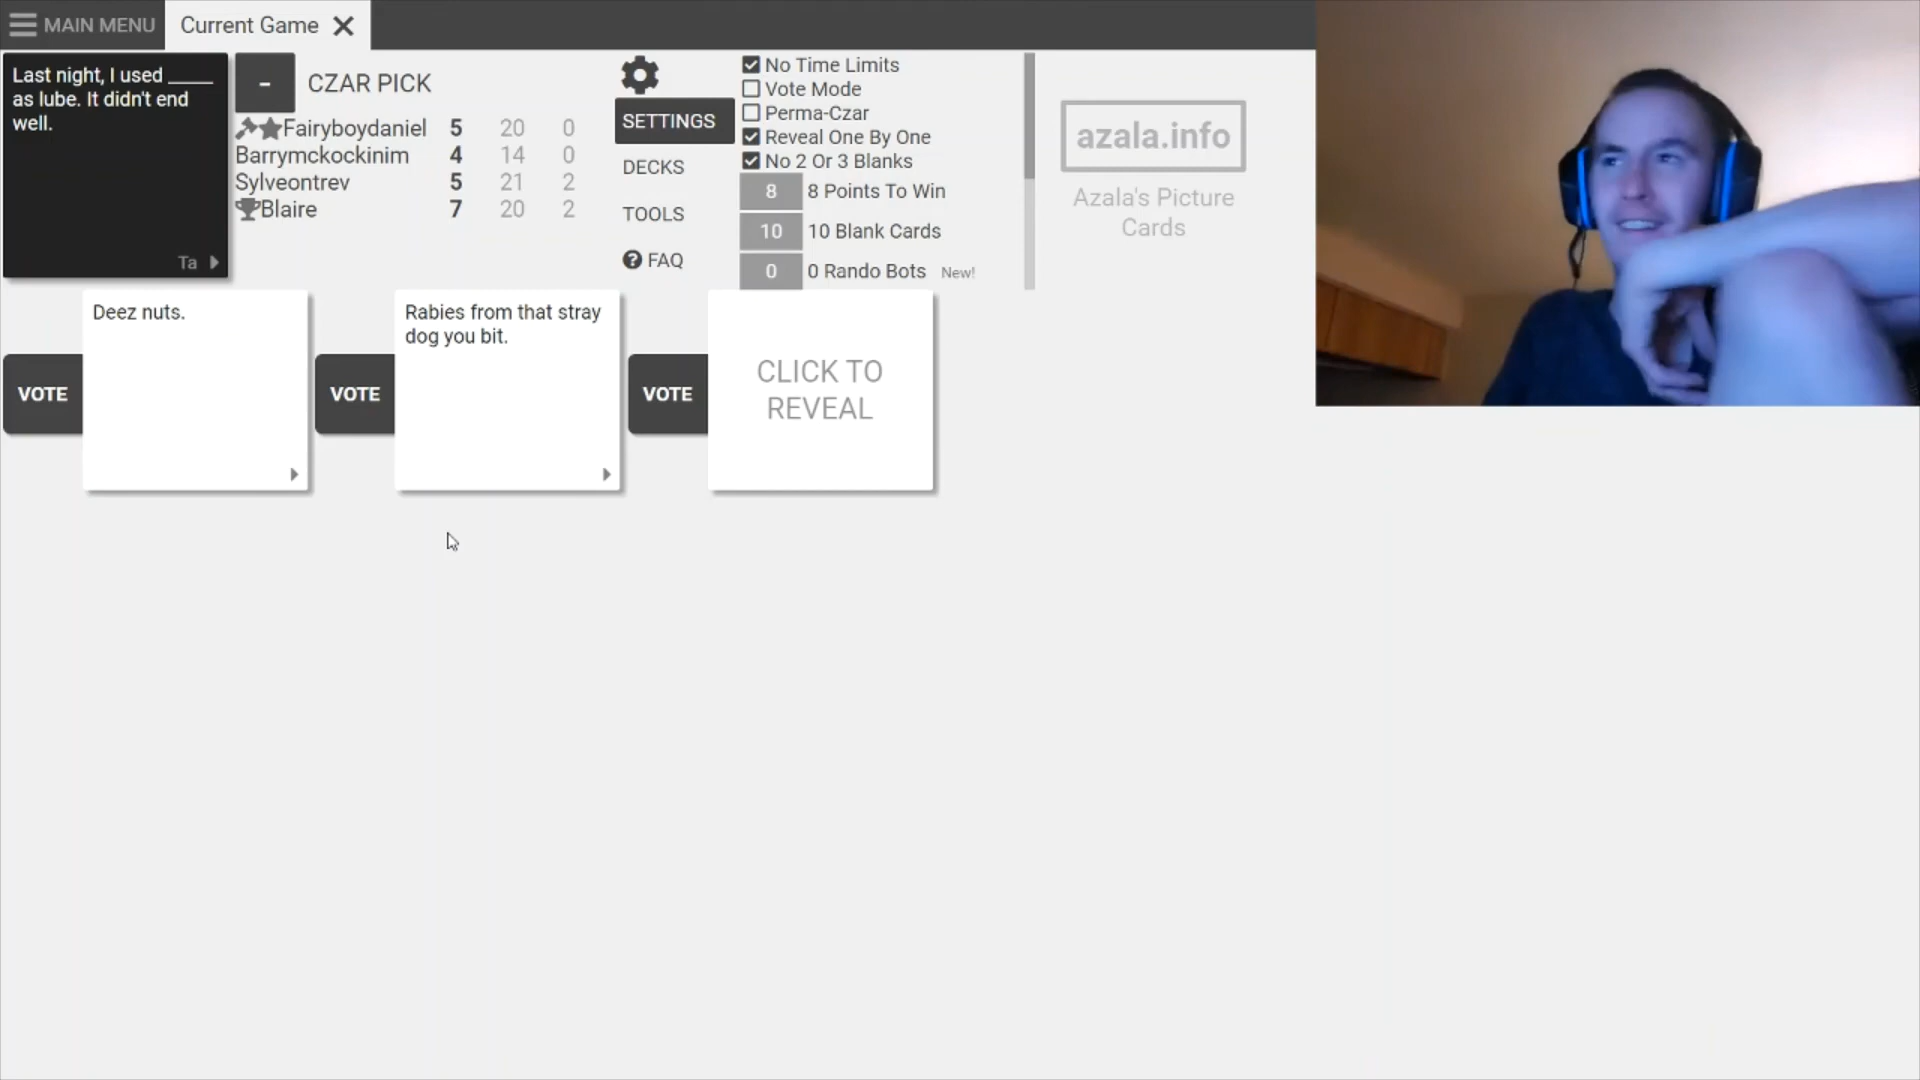 MAIN MENU
Current Game
Last night, I used _____
as lube. It didn't end
well.
Ta
-
CZAR PICK
Fairyboydaniel 5 20 0
Barrymckockinim 4 14 0
Sylveontrev 5 21 2
Blaire 7 20 2
SETTINGS
DECKS
TOOLS
? FAQ
No Time Limits
Vote Mode
Perma-Czar
Reveal One By One
No 2 Or 3 Blanks
8 8 Points To Win
10 10 Blank Cards
0 0 Rando Bots New!
azala.info
Azala's Picture
Cards
VOTE
Deez nuts.
VOTE
Rabies from that stray
dog you bit.
VOTE
CLICK TO
REVEAL